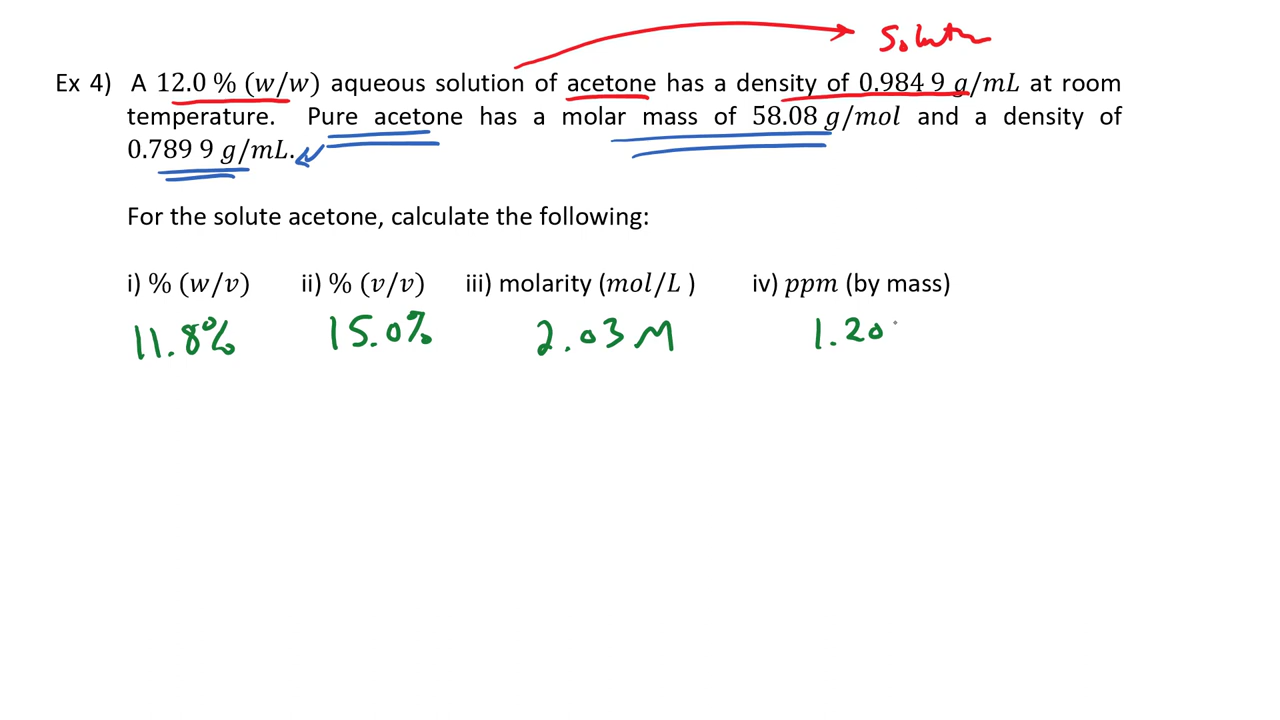 Solution
Ex 4) A 12.0 % (w/w) aqueous solution of acetone has a density of 0.984 9 g/mL at room
temperature. Pure acetone has a molar mass of 58.08 g/mol and a density of
0.789 9 g/mL.
For the solute acetone, calculate the following:
i) % (w/v) ii) % (v/v) iii) molarity (mol/L ) iv) ppm (by mass)
11.8% 15.0% 2.03 M 1.20